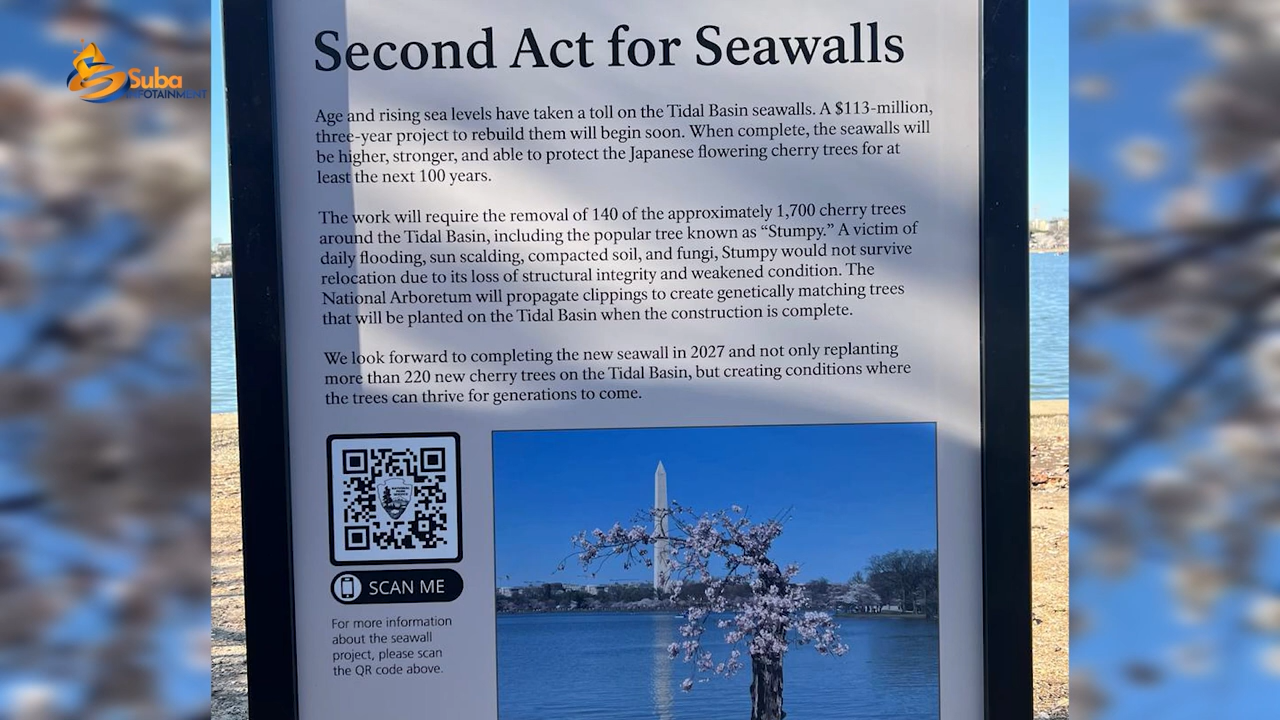 Suba
INFOTAINMENT
Second Act for Seawalls
Age and rising sea levels have taken a toll on the Tidal Basin seawalls. A $113-million,
three-year project to rebuild them will begin soon. When complete, the seawalls will
be higher, stronger, and able to protect the Japanese flowering cherry trees for at
least the next 100 years.
The work will require the removal of 140 of the approximately 1,700 cherry trees
around the Tidal Basin, including the popular tree known as “Stumpy.” A victim of
daily flooding, sun scalding, compacted soil, and fungi, Stumpy would not survive
relocation due to its loss of structural integrity and weakened condition. The
National Arboretum will propagate clippings to create genetically matching trees
that will be planted on the Tidal Basin when the construction is complete.
We look forward to completing the new seawall in 2027 and not only replanting
more than 220 new cherry trees on the Tidal Basin, but creating conditions where
the trees can thrive for generations to come.
SCAN ME
For more information
about the seawall
project, please scan
the QR code above.